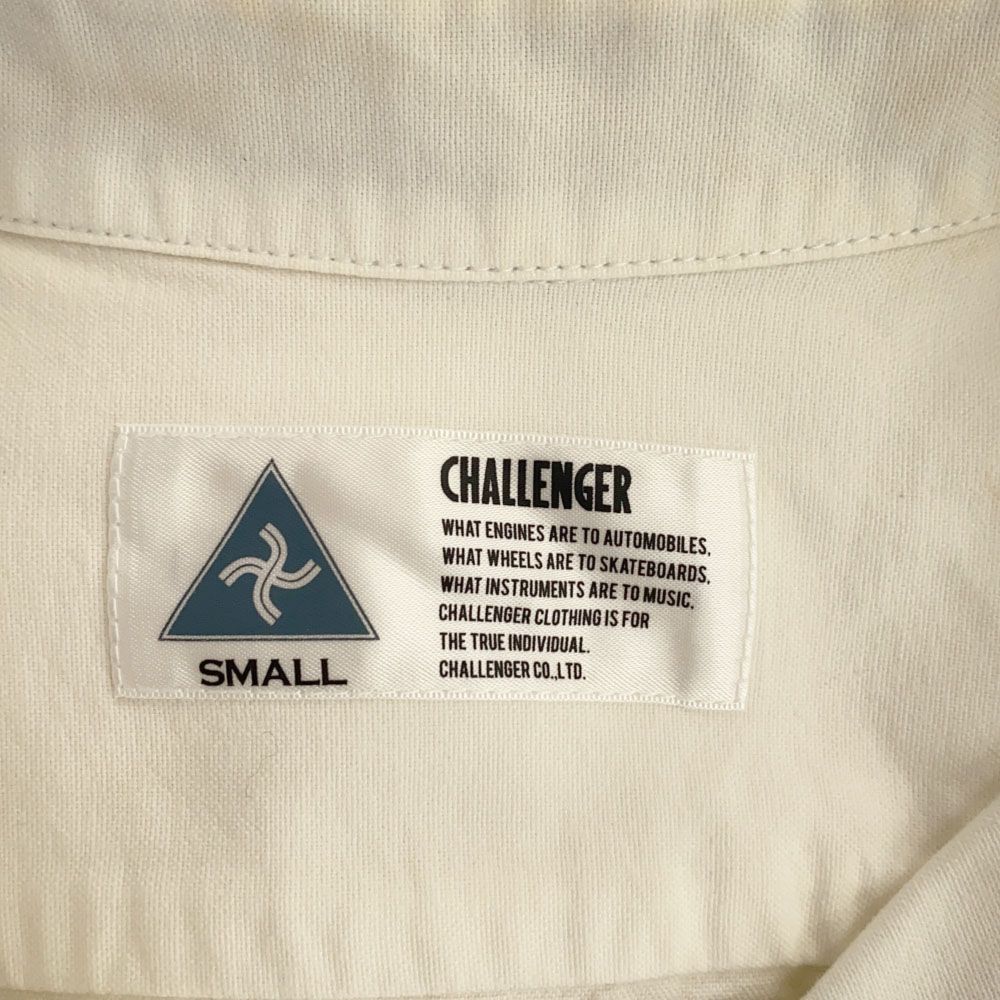 SMALL
CHALLENGER
WHAT ENGINES ARE TO AUTOMOBILES,
WHAT WHEELS ARE TO SKATEBOARDS,
WHAT INSTRUMENTS ARE TO MUSIC.
CHALLENGER CLOTHING IS FOR
THE TRUE INDIVIDUAL.
CHALLENGER CO.,LTD.